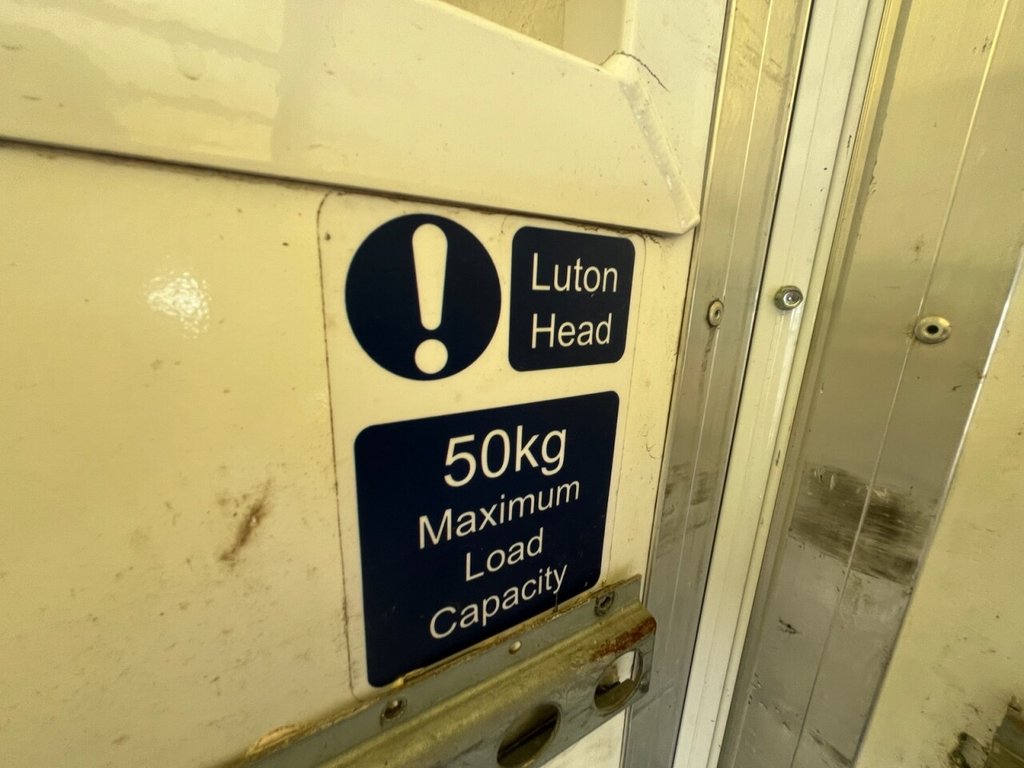 Luton
Head
50kg
Maximum
Load
Capacity